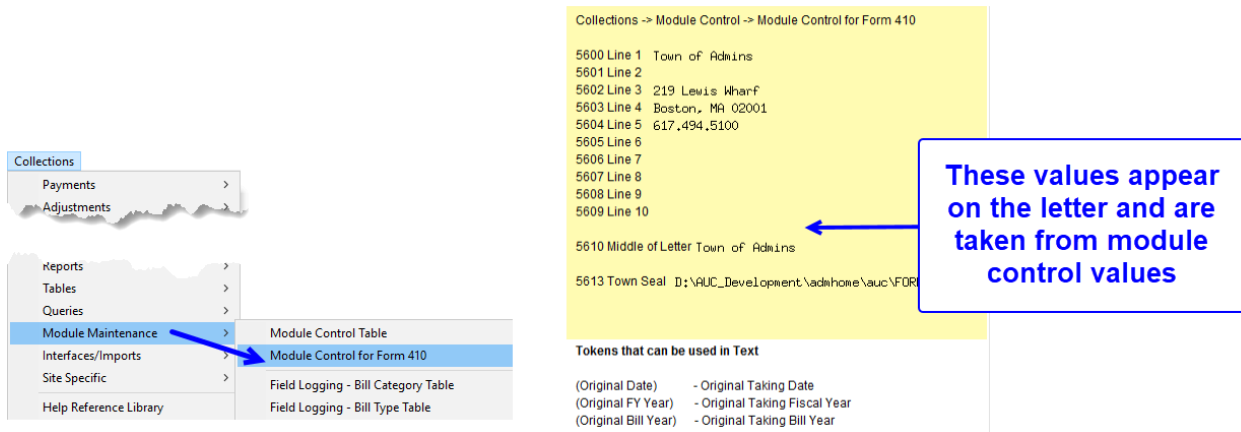 Collections
Payments
Adjustments
Reports
Tables
Queries
Module Maintenance
Interfaces/Imports
Site Specific
Help Reference Library
Module Control Table
Module Control for Form 410
Field Logging - Bill Category Table
Field Logging - Bill Type Table
Collections -> Module Control -> Module Control for Form 410
5600 Line 1 Town of Admins
5601 Line 2
5602 Line 3 219 Lewis Wharf
5603 Line 4 Boston, MA 02001
5604 Line 5 617.494.5100
5605 Line 6
5606 Line 7
5607 Line 8
5608 Line 9
5609 Line 10
5610 Middle of Letter Town of Admins
5613 Town Seal D:\AUC_Development\admhome\auc\FOR
These values appear
on the letter and are
taken from module
control values
Tokens that can be used in Text
(Original Date) - Original Taking Date
(Original FY Year) - Original Taking Fiscal Year
(Original Bill Year) - Original Taking Bill Year